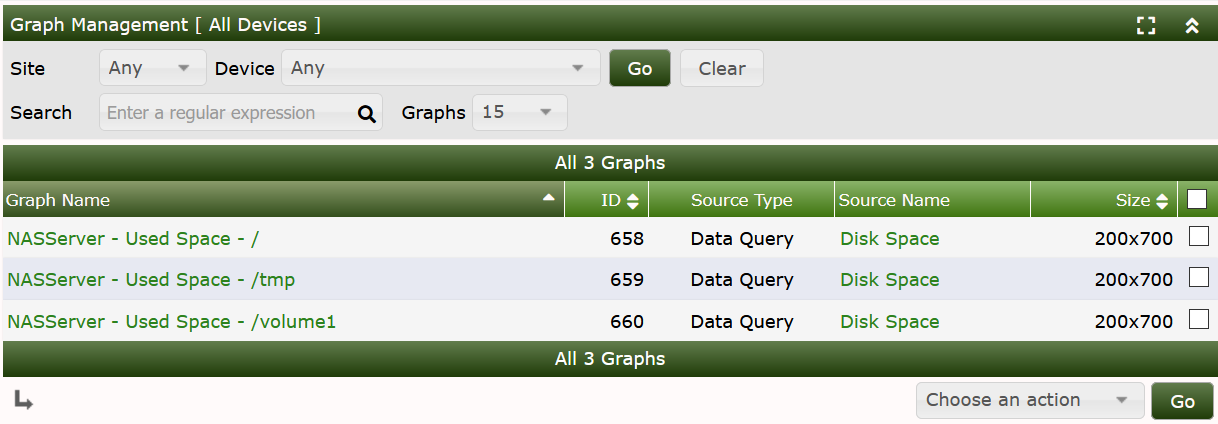 Graph Management [ All Devices ]
Site Any Device Any Go Clear
Search Enter a regular expression Graphs 15
All 3 Graphs
Graph Name ID Source Type Source Name Size
NASServer - Used Space - / 658 Data Query Disk Space 200x700
NASServer - Used Space - /tmp 659 Data Query Disk Space 200x700
NASServer - Used Space - /volume1 660 Data Query Disk Space 200x700
All 3 Graphs
Choose an action Go